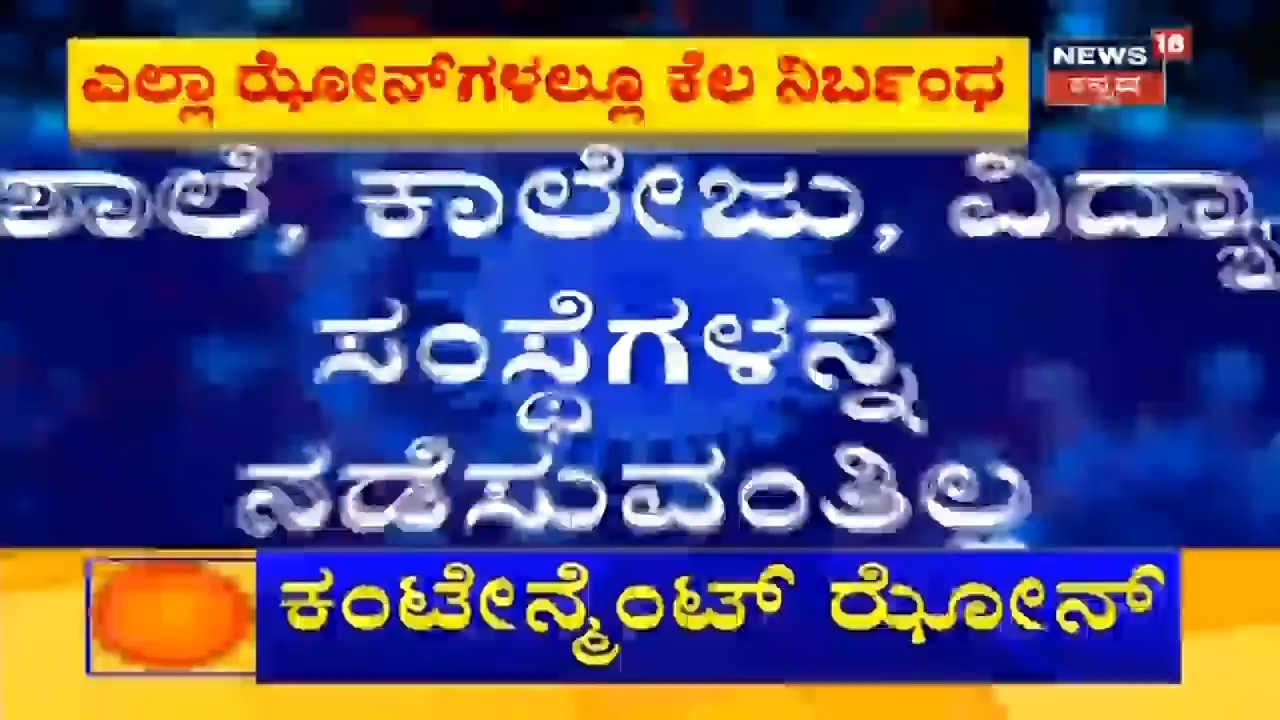 ಎಲ್ಲಾ ಝೋನ್‌ಗಳಲ್ಲೂ ಕೆಲ ನಿರ್ಬಂಧ
NEWS 18
ಕನ್ನಡ
ಶಾಲೆ, ಕಾಲೇಜು, ವಿದ್ಯಾ
ಸಂಸ್ಥೆಗಳನ್ನ
ನಡೆಸುವಂತಿಲ್ಲ
ಕಂಟೇನ್ಮೆಂಟ್ ಝೋನ್